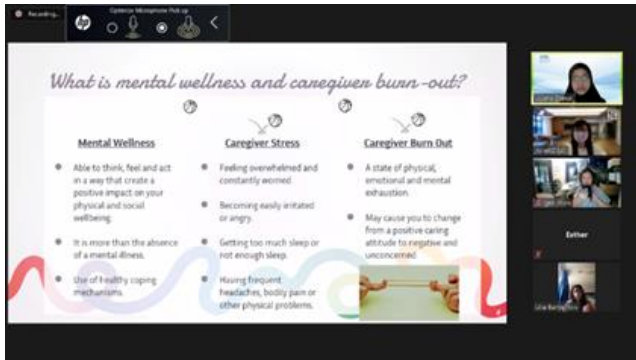 Recording...
Optimize Microphone Pick up
hp
What is mental wellness and caregiver burn-out?
Mental Wellness
Able to think, feel and act
in a way that create a
positive impact on your
physical and social
wellbeing.
It is more than the absence
of a mental illness.
Use of healthy coping
mechanisms.
Caregiver Stress
Feeling overwhelmed and
constantly worried
Becoming easily irritated
or angry.
Getting too much sleep or
not enough sleep.
Having frequent
headaches, bodily pain or
other physical problems.
Caregiver Burn Out
A state of physical,
emotional and mental
exhaustion.
May cause you to change
from a positive caring
attitude to negative and
unconcerned
Esther